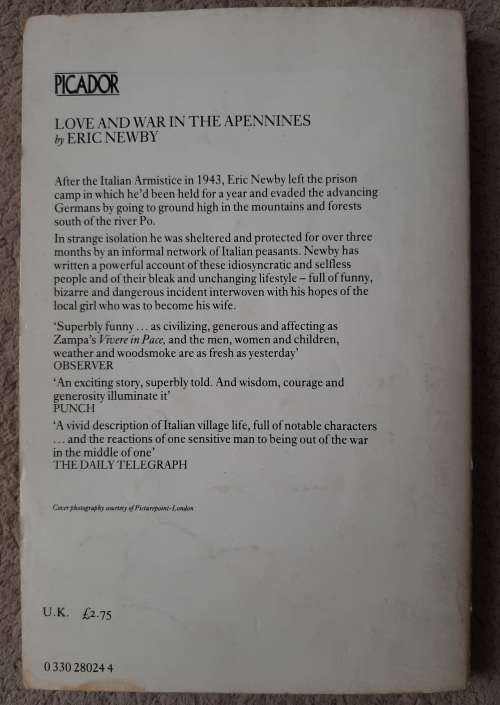 PICADOR
LOVE AND WAR IN THE APENNINES
by ERIC NEWBY
After the Italian Armistice in 1943, Eric Newby left the prison
camp in which he'd been held for a year and evaded the advancing
Germans by going to ground high in the mountains and forests
south of the river Po.
In strange isolation he was sheltered and protected for over three
months by an informal network of Italian peasants. Newby has
written a powerful account of these idiosyncratic and selfless
people and of their bleak and unchanging lifestyle – full of funny,
bizarre and dangerous incident interwoven with his hopes of the
local girl who was to become his wife.
‘Superbly funny ... as civilizing, generous and affecting as
Zampa's Vivere in Pace, and the men, women and children,
weather and woodsmoke are as fresh as yesterday’
OBSERVER
‘An exciting story, superbly told. And wisdom, courage and
generosity illuminate it’
PUNCH
‘A vivid description of Italian village life, full of notable characters
... and the reactions of one sensitive man to being out of the war
in the middle of one’
THE DAILY TELEGRAPH
Cover photography courtesy of Picturepoint-London
U.K. £2.75
0 330 28024 4